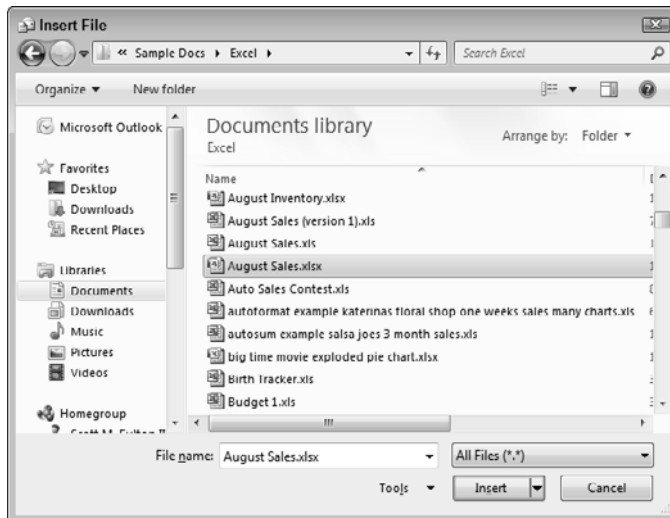 Insert File
« Sample Docs Excel
Search Excel
Organize
New folder
Microsoft Outlook
Favorites
Desktop
Downloads
Recent Places
Libraries
Documents
Downloads
Music
Pictures
Videos
Homegroup
Documents library
Excel
Arrange by: Folder
Name
August Inventory.xlsx
August Sales (version 1).xls
August Sales.xls
August Sales.xlsx
Auto Sales Contest.xls
autoformat example katerinas floral shop one weeks sales many charts.xls
autosum example salsa joes 3 month sales.xls
big time movie exploded pie chart.xlsx
Birth Tracker.xls
Budget 1.xls
File name: August Sales.xlsx
All Files (*.*)
Tools
Insert
Cancel